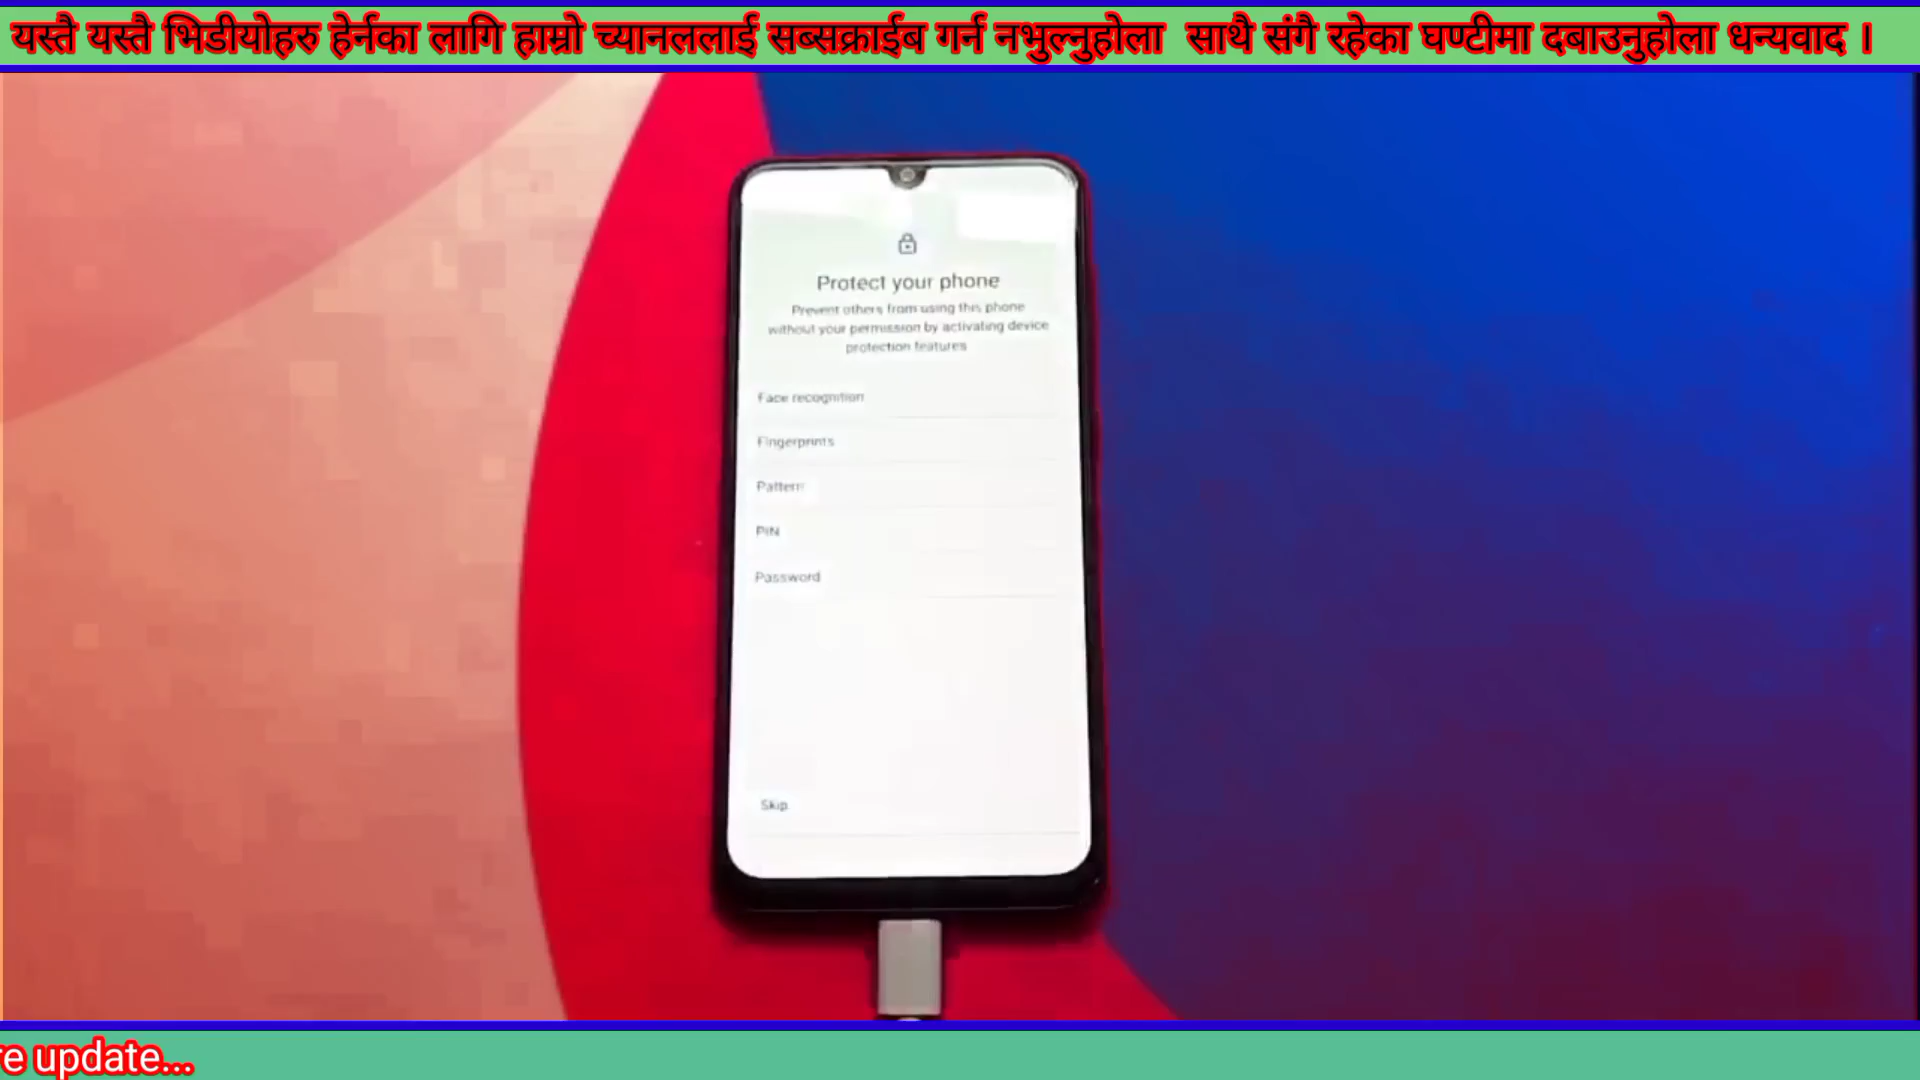 यस्तै यस्तै भिडीयोहरु हेर्नका लागि हाम्रो च्यानललाई सब्सक्राईब गर्न नभुल्नुहोला साथै संगै रहेका घण्टीमा दबाउनुहोला धन्यवाद ।
Protect your phone
Prevent others from using this phone
without your permission by activating device
protection features
Face recognition
Fingerprints
Pattern
PIN
Password
Skip
re update...